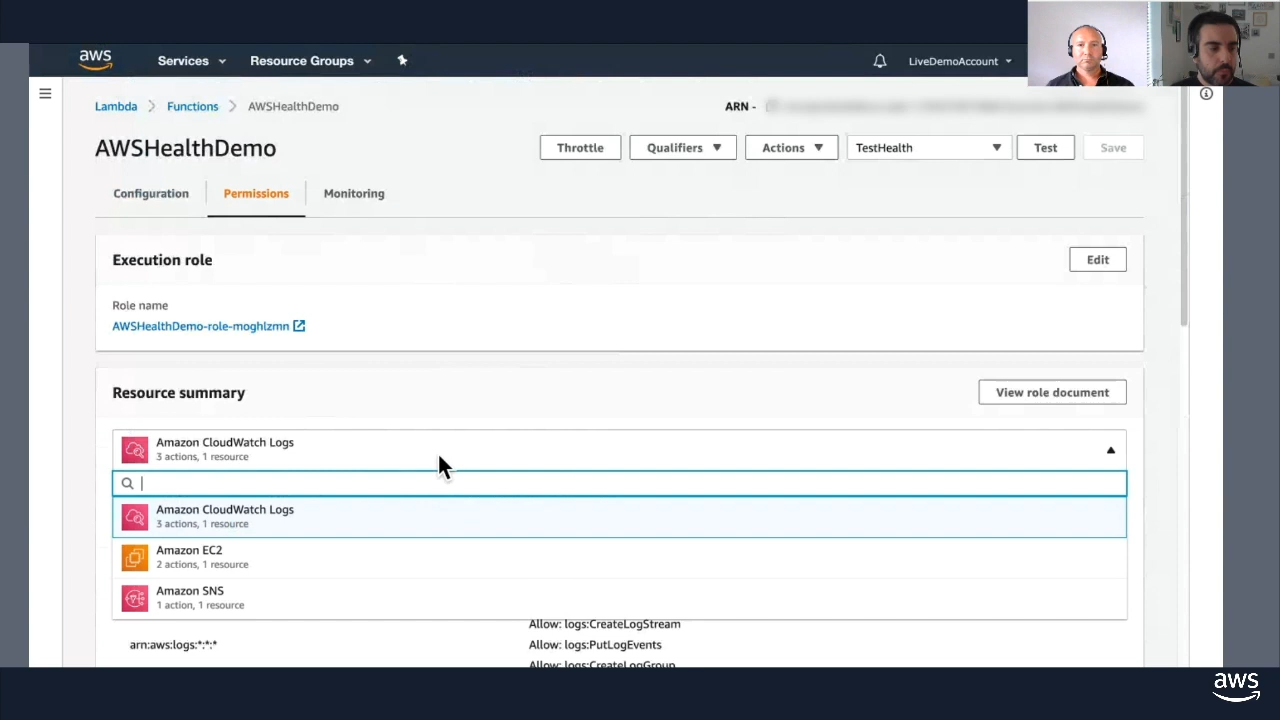 aws
Services
Resource Groups
LiveDemoAccount
Lambda
Functions
AWSHealthDemo
ARN -
AWSHealthDemo
Throttle
Qualifiers
Actions
TestHealth
Test
Save
Configuration
Permissions
Monitoring
Execution role
Edit
Role name
AWSHealthDemo-role-moghlzmn
Resource summary
View role document
Amazon CloudWatch Logs
3 actions, 1 resource
Amazon CloudWatch Logs
3 actions, 1 resource
Amazon EC2
2 actions, 1 resource
Amazon SNS
1 action, 1 resource
Allow: logs:CreateLogStream
arn:aws:logs:*:*:*
Allow: logs:PutLogEvents
Allow: logs:CreateLogGroup
aws